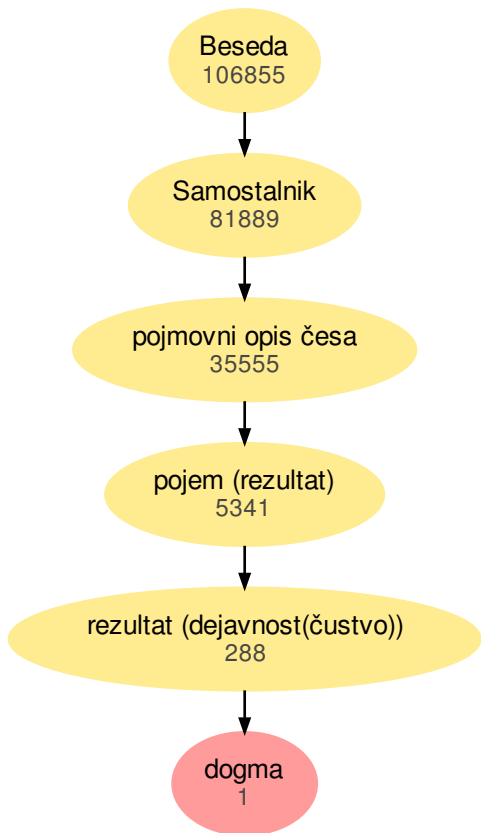 Beseda
106855
Samostalnik
81889
pojmovni opis česa
35555
pojem (rezultat)
5341
rezultat (dejavnost(čustvo))
288
dogma
1